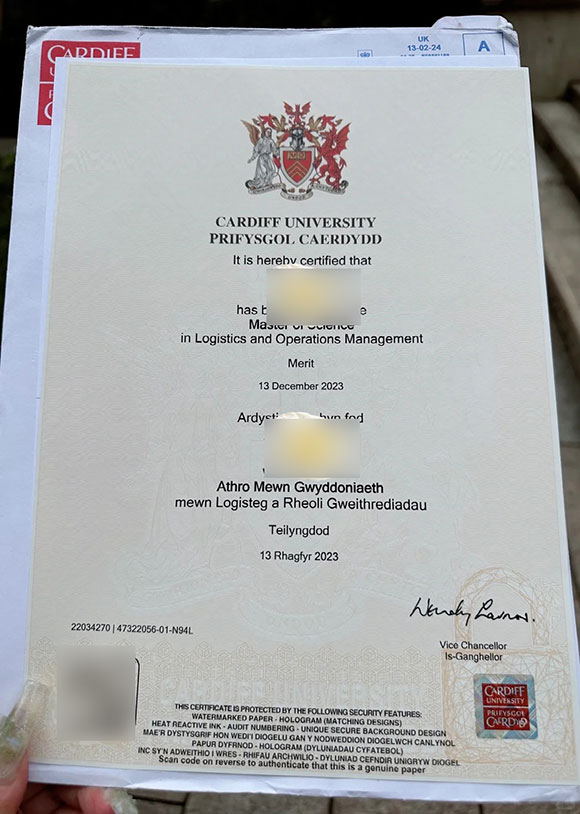 CARDIFF
UK
13-02-24
A
CARDIFF UNIVERSITY
PRIFYSGOL CAERDYDD
It is hereby certified that
has
Master of Science
in Logistics and Operations Management
Merit
13 December 2023
fod
Athro Mewn Gwyddoniaeth
mewn Logisteg a Rheoli Gweithrediadau
Teilyngdod
13 Rhagfyr 2023
22034270 | 47322056-01-N94L
Vice Chancellor
Is-Ganghellor
CARDIFF
UNIVERSITY
PRIFYSGOL
CAERDYDD
THIS CERTIFICATE IS PROTECTED BY THE FOLLOWING SECURITY FEATURES:
WATERMARKED PAPER - HOLOGRAM (MATCHING DESIGNS)
HEAT REACTIVE INK - AUDIT NUMBERING - UNIQUE SECURE BACKGROUND DESIGN
MAE'R DYSTYSGRIF HON WEDI DIOGELU GAN Y NODWEDDION DIOGELWCH CANLYNOL
PAPUR DYFRNOD - HOLOGRAM (DYLUNIADAU CYFATEBOL)
INC SY'N ADWEITHIO I WRES - RHIFAU ARCHWILIO - DYLUNIAD CEFNDIR UNIGRYW DIOGEL
Scan code on reverse to authenticate that this is a genuine paper